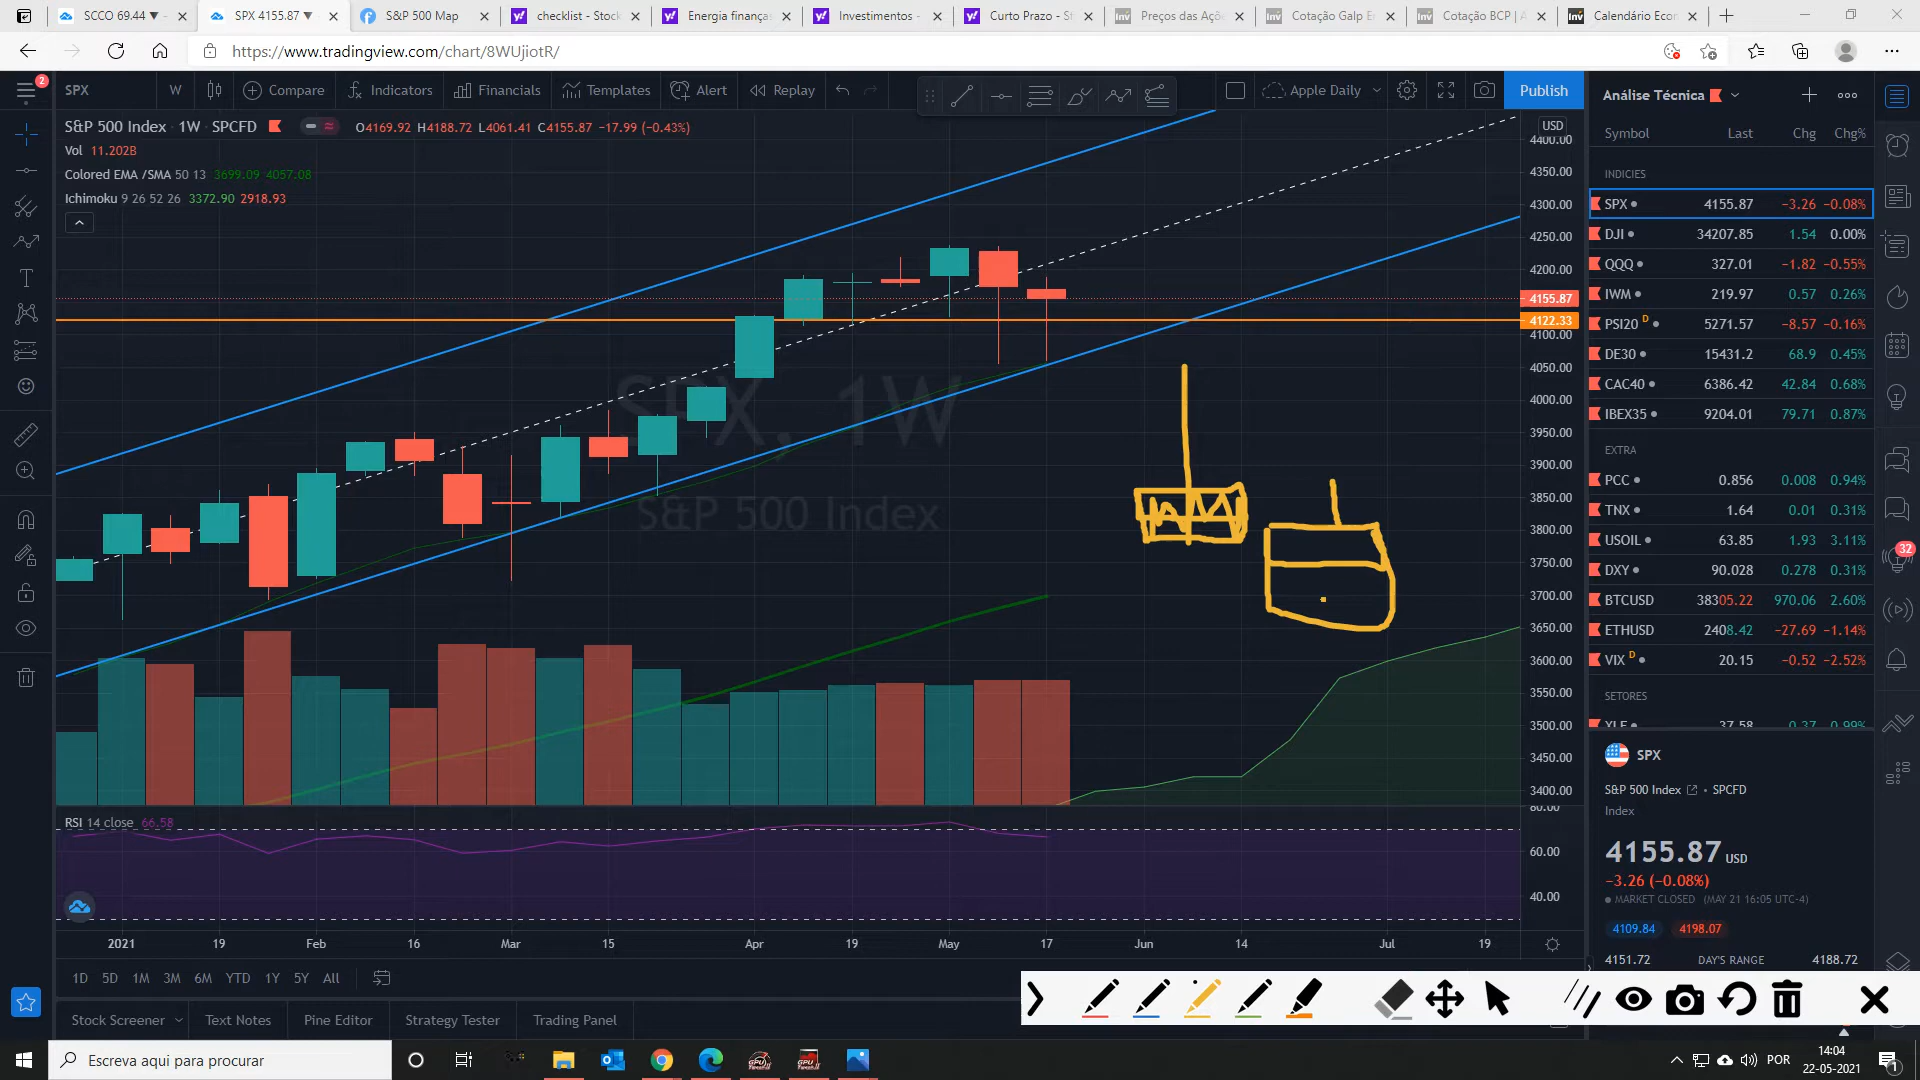 SCCO 69.44 ▼
SPX 4155.87 ▼
S&P 500 Map
checklist - Stock
Energia finança
Investimentos -
Curto Prazo - St
Preços das Açõe
Cotação Galp En
Cotação BCP | A
Calendário Econ
https://www.tradingview.com/chart/8WUjiotR/
2
SPX
W
Compare
Indicators
Financials
Templates
Alert
Replay
Apple Daily
Publish
S&P 500 Index · 1W · SPCFD
O4169.92 H4188.72 L4061.41 C4155.87 −17.99 (−0.43%)
Vol 11.202B
Colored EMA /SMA 50 13 3699.09 4057.08
Ichimoku 9 26 52 26 3372.90 2918.93
SPX, 1W
S&P 500 Index
USD
4400.00
4350.00
4300.00
4250.00
4200.00
4155.87
4122.33
4100.00
4050.00
4000.00
3950.00
3900.00
3850.00
3800.00
3750.00
3700.00
3650.00
3600.00
3550.00
3500.00
3450.00
3400.00
80.00
RSI 14 close 66.58
60.00
40.00
2021 19 Feb 16 Mar 15 Apr 19 May 17 Jun 14 Jul 19
1D 5D 1M 3M 6M YTD 1Y 5Y All
Stock Screener
Text Notes
Pine Editor
Strategy Tester
Trading Panel
Análise Técnica
Symbol Last Chg Chg%
INDICIES
SPX 4155.87 −3.26 −0.08%
DJI 34207.85 1.54 0.00%
QQQ 327.01 −1.82 −0.55%
IWM 219.97 0.57 0.26%
PSI20 D 5271.57 −8.57 −0.16%
DE30 15431.2 68.9 0.45%
CAC40 6386.42 42.84 0.68%
IBEX35 9204.01 79.71 0.87%
EXTRA
PCC 0.856 0.008 0.94%
TNX 1.64 0.01 0.31%
USOIL 63.85 1.93 3.11%
DXY 90.028 0.278 0.31%
BTCUSD 38305.22 970.06 2.60%
ETHUSD 2408.42 −27.69 −1.14%
VIX D 20.15 −0.52 −2.52%
SETORES
XLE 37.58 0.37 0.99%
32
SPX
S&P 500 Index • SPCFD
Index
4155.87 USD
−3.26 (−0.08%)
MARKET CLOSED (MAY 21 16:05 UTC-4)
4109.84 4198.07
4151.72 DAY'S RANGE 4188.72
Escreva aqui para procurar
POR
14:04
22-05-2021
1